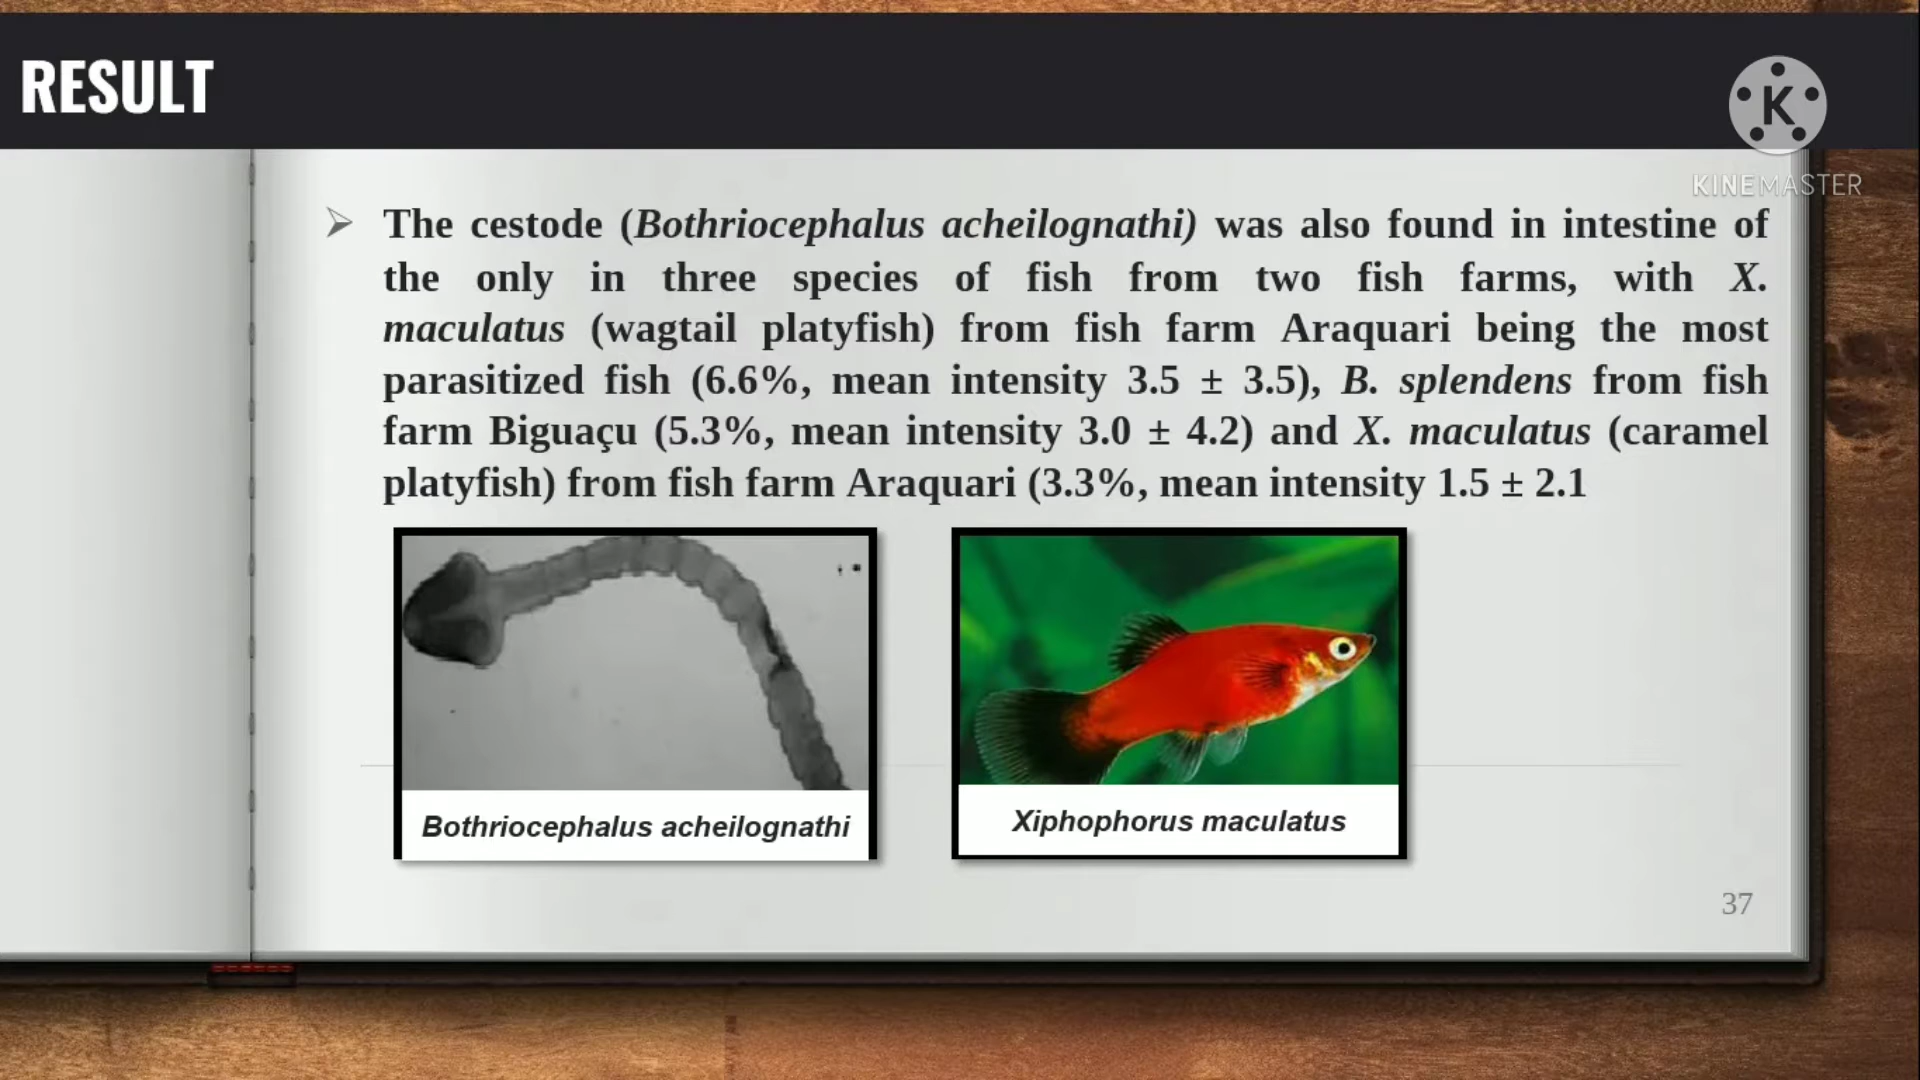 RESULT
K
KINEMASTER
➢ The cestode (Bothriocephalus acheilognathi) was also found in intestine of
the only in three species of fish from two fish farms, with X.
maculatus (wagtail platyfish) from fish farm Araquari being the most
parasitized fish (6.6%, mean intensity 3.5 ± 3.5), B. splendens from fish
farm Biguaçu (5.3%, mean intensity 3.0 ± 4.2) and X. maculatus (caramel
platyfish) from fish farm Araquari (3.3%, mean intensity 1.5 ± 2.1
Bothriocephalus acheilognathi
Xiphophorus maculatus
37